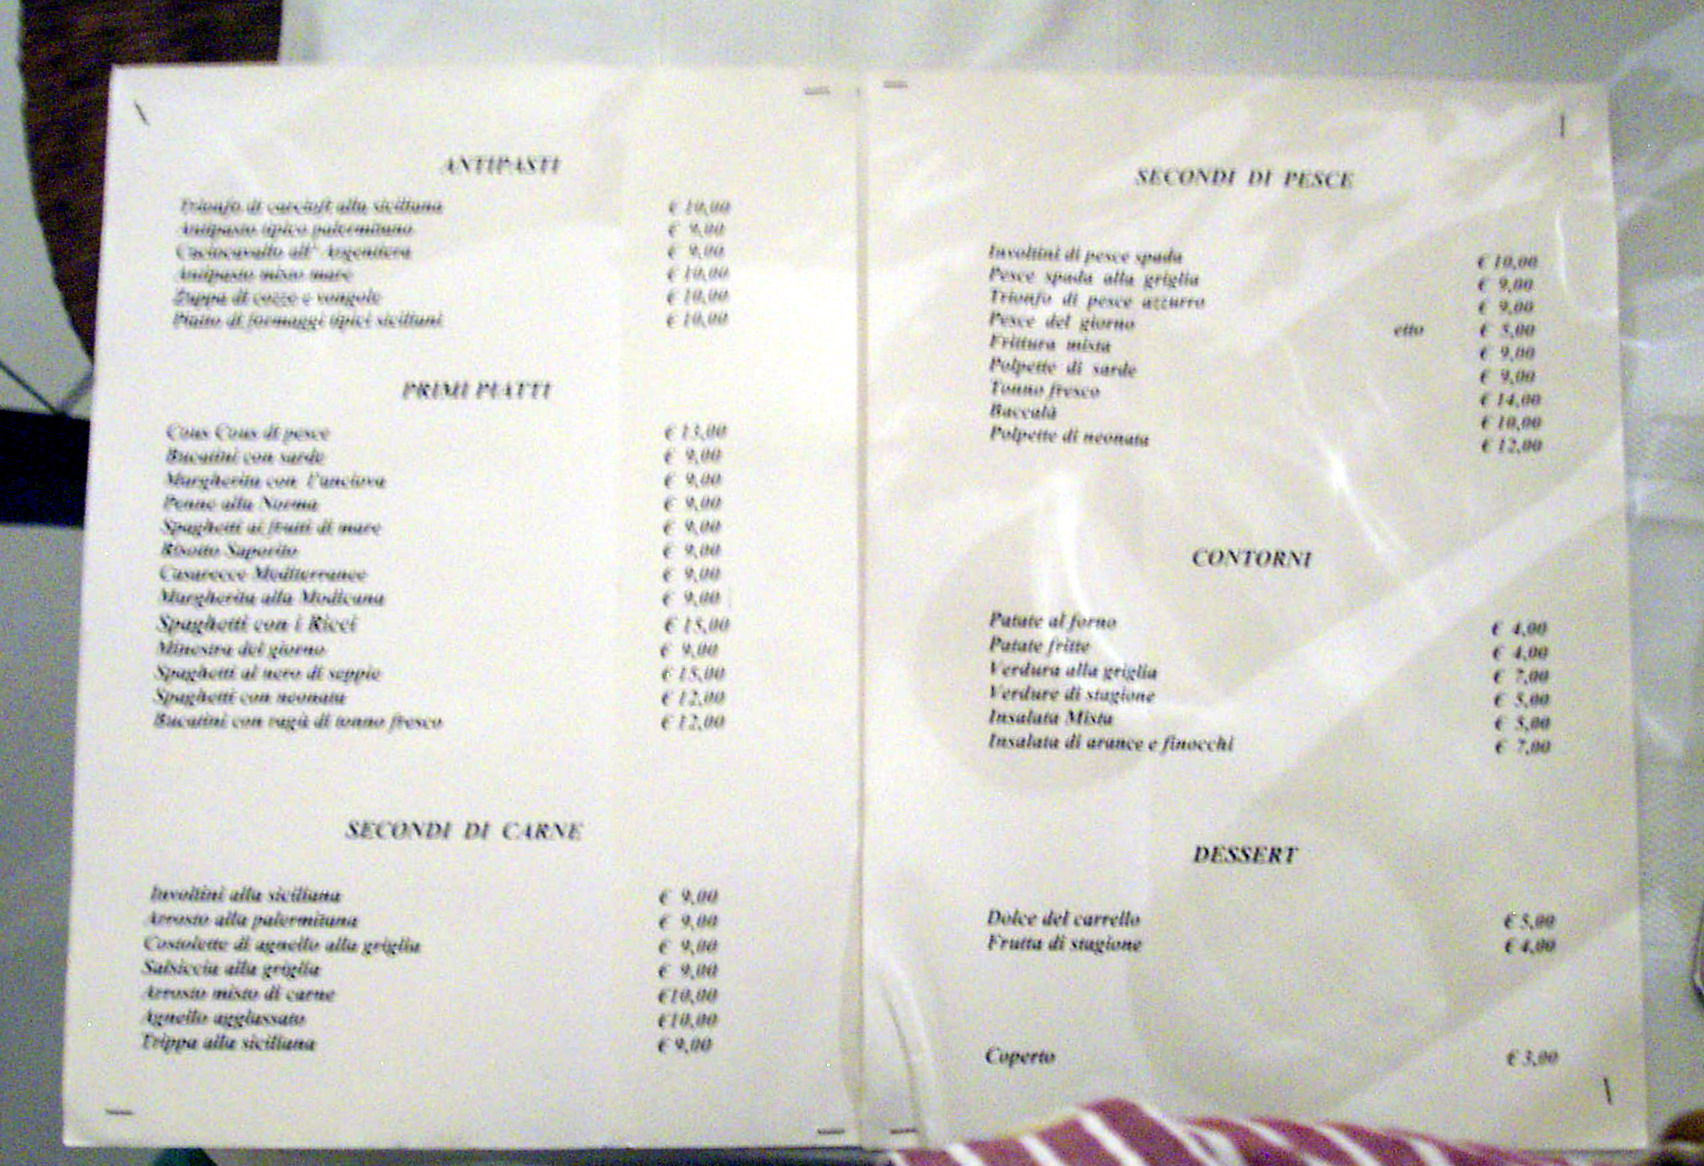 ANTIPASTI
Trionfo di carciofi alla siciliana € 10,00
Antipasto tipico palermitano € 9,00
Caciocavallo all' Argentiera € 9,00
Antipasto misto mare € 10,00
Zuppa di cozze e vongole € 10,00
Piatto di formaggi tipici siciliani € 10,00
PRIMI PIATTI
Cous Cous di pesce € 13,00
Bucatini con sarde € 9,00
Margherita con l'anciova € 9,00
Penne alla Norma € 9,00
Spaghetti ai frutti di mare € 9,00
Risotto Saporito € 9,00
Casarecce Mediterranee € 9,00
Margherita alla Modicana € 9,00
Spaghetti con i Ricci € 15,00
Minestra del giorno € 9,00
Spaghetti al nero di seppie € 15,00
Spaghetti con neonata € 12,00
Bucatini con ragù di tonno fresco € 12,00
SECONDI DI CARNE
Involtini alla siciliana € 9,00
Arrosto alla palermitana € 9,00
Costolette di agnello alla griglia € 9,00
Salsiccia alla griglia € 9,00
Arrosto misto di carne €10,00
Agnello agglassato €10,00
Trippa alla siciliana € 9,00
SECONDI DI PESCE
Involtini di pesce spada € 10,00
Pesce spada alla griglia € 9,00
Trionfo di pesce azzurro € 9,00
Pesce del giorno etto € 5,00
Frittura mista € 9,00
Polpette di sarde € 9,00
Tonno fresco € 14,00
Baccalà € 10,00
Polpette di neonata € 12,00
CONTORNI
Patate al forno € 4,00
Patate fritte € 4,00
Verdura alla griglia € 7,00
Verdure di stagione € 5,00
Insalata Mista € 5,00
Insalata di arance e finocchi € 7,00
DESSERT
Dolce del carrello € 5,00
Frutta di stagione € 4,00
Coperto € 3,00